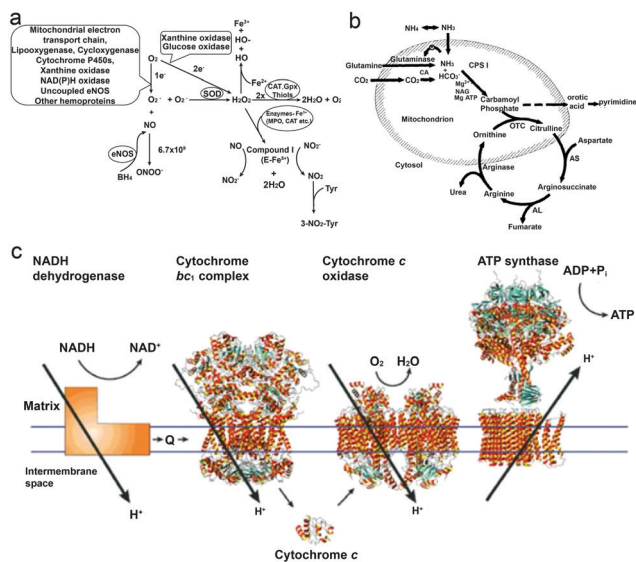 a
Mitochondrial electron
transport chain,
Lipooxygenase, Cycloxygenase
Cytochrome P450s,
Xanthine oxidase
NAD(P)H oxidase
Uncoupled eNOS
Other hemoproteins
Xanthine oxidase
Glucose oxidase
O₂
1e⁻
2e⁻
O₂⁻ + O₂⁻
SOD
H₂O₂
Fe³⁺
+
HO-
+
HO
Fe²⁺
CAT,Gpx
Thiols
2x
2H₂O + O₂
+
NO
eNOS
6.7x10⁹
BH₄
ONOO⁻
Enzymes- Fe³⁺
(MPO, CAT etc.)
NO
NO₂⁻
Compound I
(E-Fe⁵⁺)
+
2H₂O
NO₂⁻
NO₂
Tyr
3-NO₂-Tyr
b
NH₄
NH₃
Glutaminase
Glutamine
NH₃
+
HCO₃⁻
CPS I
CO₂
CO₂
CA
Mg²⁺
NAG
Mg ATP
Carbamoyl
Phosphate
orotic
acid
pyrimidine
Mitochondrion
OTC
Ornithine
Citrulline
Cytosol
Aspartate
AS
Arginase
Urea
Arginine
Arginosuccinate
AL
Fumarate
c
NADH
dehydrogenase
Cytochrome
bc₁ complex
Cytochrome c
oxidase
ATP synthase
ADP+Pᵢ
ATP
NADH
NAD⁺
O₂
H₂O
H⁺
Matrix
Q
Intermembrane
space
H⁺
H⁺
H⁺
Cytochrome c